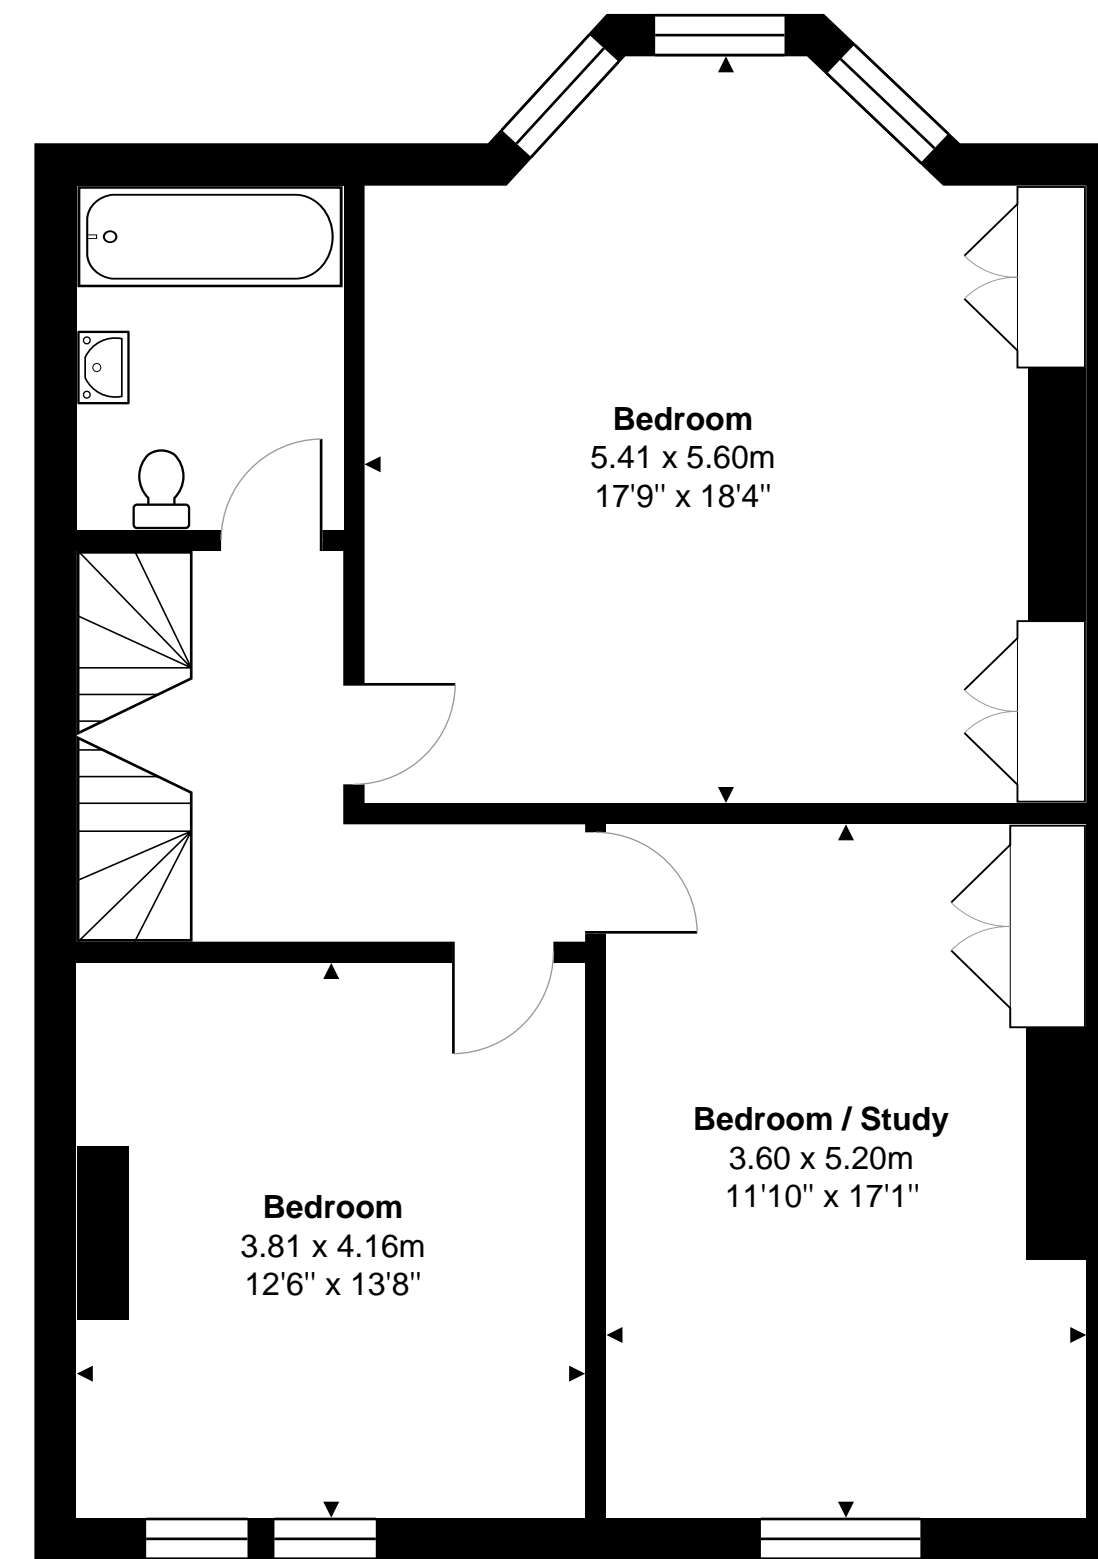 Bedroom
5.41 x 5.60m
17'9" x 18'4"
Bedroom / Study
3.60 x 5.20m
11'10" x 17'1"
Bedroom
3.81 x 4.16m
12'6" x 13'8"